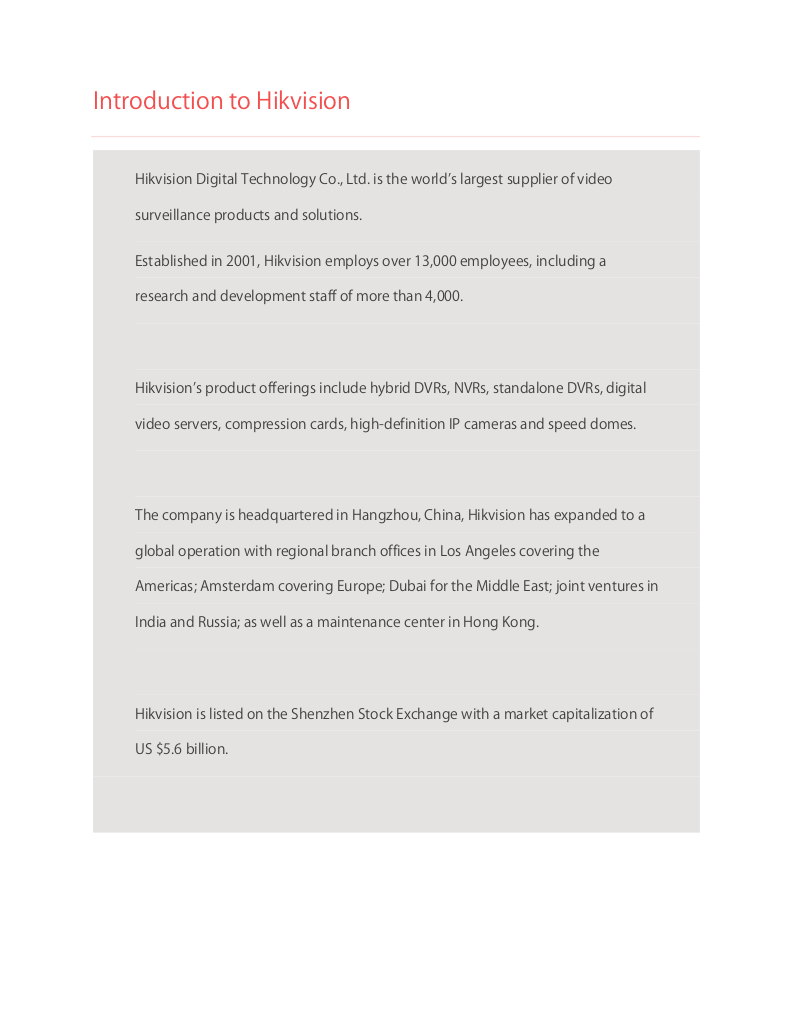 Introduction to Hikvision
Hikvision Digital Technology Co., Ltd. is the world’s largest supplier of video
surveillance products and solutions.
Established in 2001, Hikvision employs over 13,000 employees, including a
research and development staff of more than 4,000.
Hikvision’s product offerings include hybrid DVRs, NVRs, standalone DVRs, digital
video servers, compression cards, high-definition IP cameras and speed domes.
The company is headquartered in Hangzhou, China, Hikvision has expanded to a
global operation with regional branch offices in Los Angeles covering the
Americas; Amsterdam covering Europe; Dubai for the Middle East; joint ventures in
India and Russia; as well as a maintenance center in Hong Kong.
Hikvision is listed on the Shenzhen Stock Exchange with a market capitalization of
US $5.6 billion.